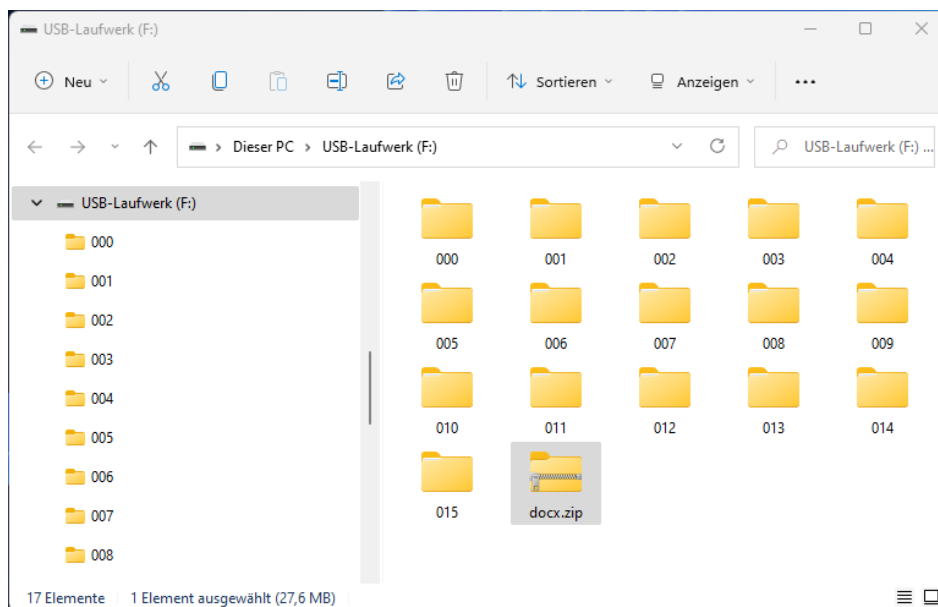 USB-Laufwerk (F:)
Neu
Sortieren
Anzeigen
Dieser PC > USB-Laufwerk (F:)
USB-Laufwerk (F:) ...
USB-Laufwerk (F:)
000
001
002
003
004
005
006
007
008
000 001 002 003 004
005 006 007 008 009
010 011 012 013 014
015 docx.zip
17 Elemente 1 Element ausgewählt (27,6 MB)